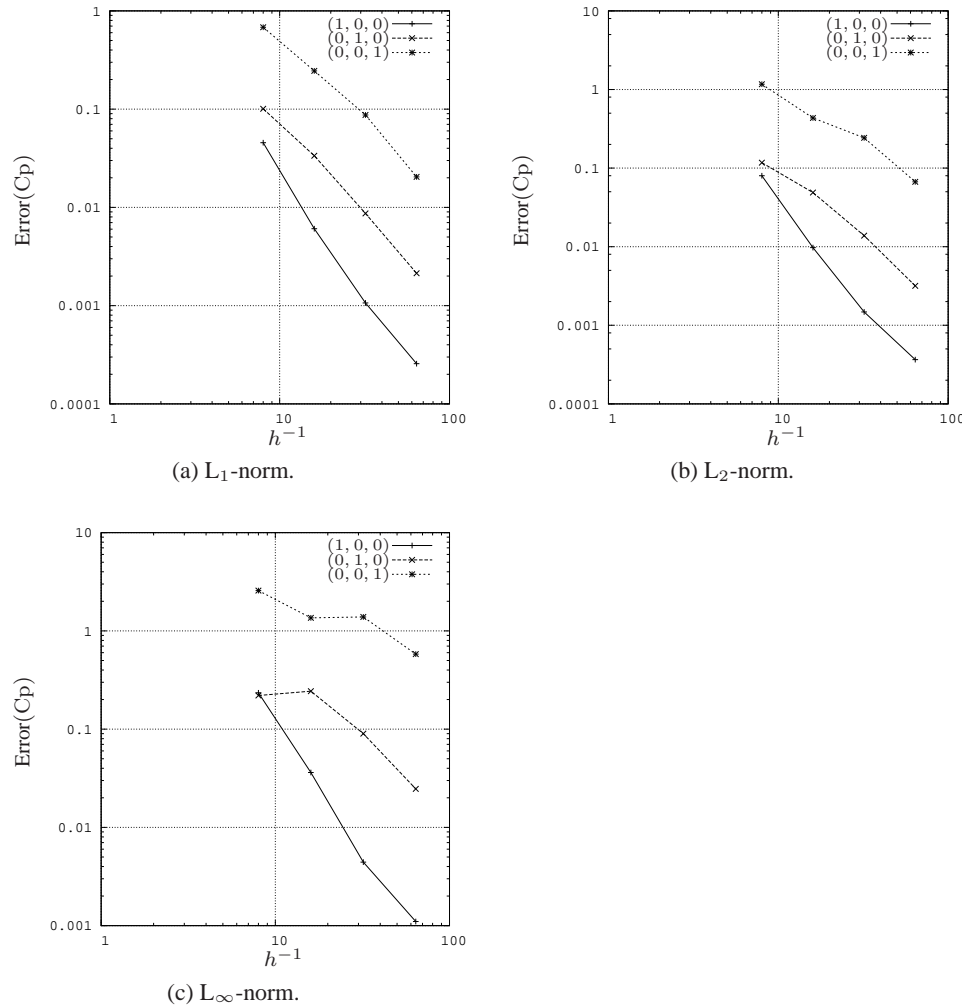 1
0.1
0.01
0.001
0.0001
1
10
100
Error(Cp)
h⁻¹
(1, 0, 0)
(0, 1, 0)
(0, 0, 1)
(a) L₁-norm.
10
1
0.1
0.01
0.001
0.0001
1
10
100
Error(Cp)
h⁻¹
(1, 0, 0)
(0, 1, 0)
(0, 0, 1)
(b) L₂-norm.
10
1
0.1
0.01
0.001
1
10
100
Error(Cp)
h⁻¹
(1, 0, 0)
(0, 1, 0)
(0, 0, 1)
(c) L∞-norm.